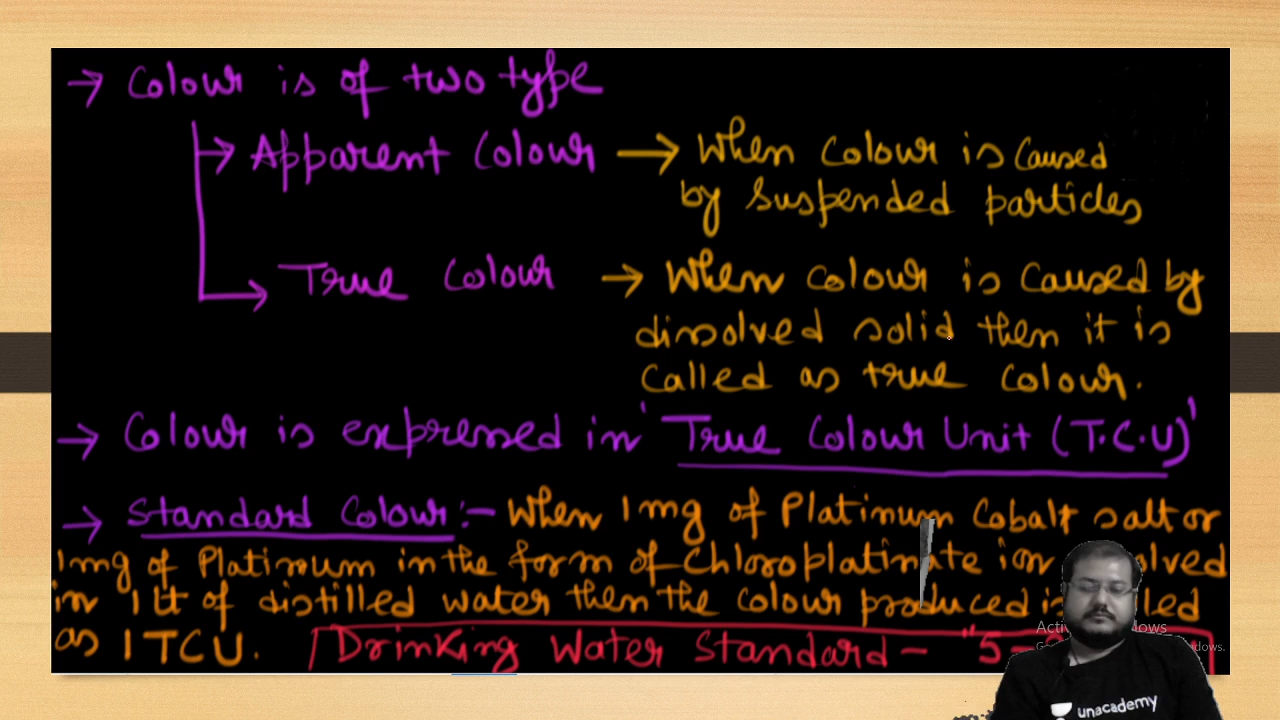 → Colour is of two type
→ Apparent Colour → When Colour is Caused
by suspended particles
→ True Colour → When Colour is Caused by
dissolved solid then it is
Called as true Colour.
→ Colour is expressed in 'True Colour Unit (T.C.U)'
→ Standard Colour :- When 1mg of Platinum Cobalt salt or
1mg of Platinum in the form of Chloroplatinate ion
in 1 Lt of distilled water then the colour produced is
as 1 TCU. Drinking Water Standard - "5-
unacademy